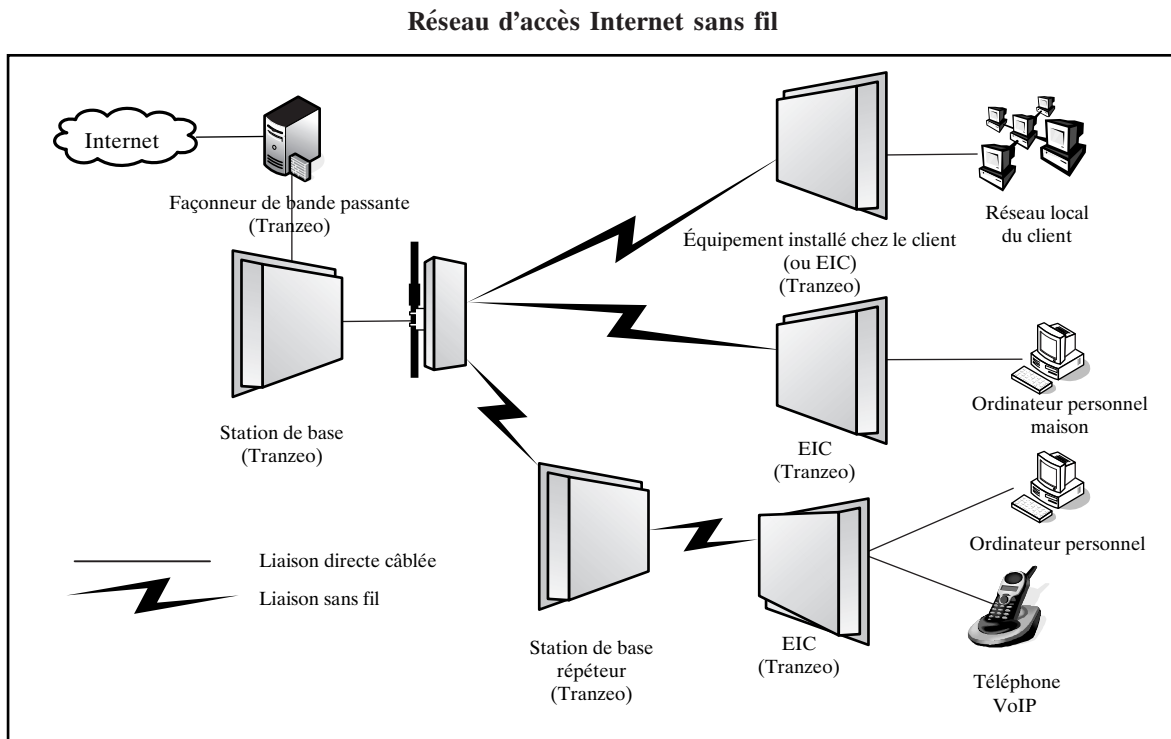 Réseau d'accès Internet sans fil
Internet
Façonneur de bande passante
(Tranzeo)
Équipement installé chez le client
(ou EIC)
(Tranzeo)
Réseau local
du client
Station de base
(Tranzeo)
EIC
(Tranzeo)
Ordinateur personnel
maison
Ordinateur personnel
Liaison directe câblée
Liaison sans fil
Station de base
répéteur
(Tranzeo)
EIC
(Tranzeo)
Téléphone
VoIP